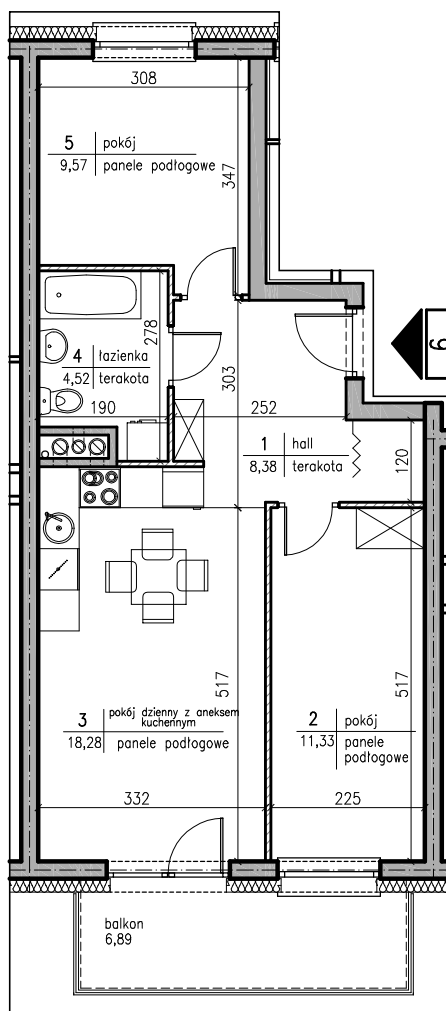 308
5 pokój
9,57 panele podłogowe
347
278
4 łazienka
4,52 terakota
190
303
252
6
1 hall
8,38 terakota
120
517
517
3 pokój dzienny z aneksem
kuchennym
18,28 panele podłogowe
2 pokój
11,33 panele
podłogowe
332
225
balkon
6,89